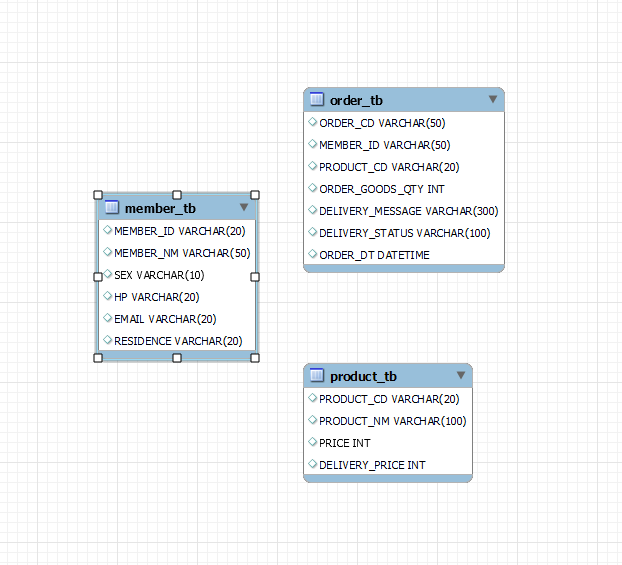 order_tb
ORDER_CD VARCHAR(50)
MEMBER_ID VARCHAR(50)
PRODUCT_CD VARCHAR(20)
ORDER_GOODS_QTY INT
DELIVERY_MESSAGE VARCHAR(300)
DELIVERY_STATUS VARCHAR(100)
ORDER_DT DATETIME
member_tb
MEMBER_ID VARCHAR(20)
MEMBER_NM VARCHAR(50)
SEX VARCHAR(10)
HP VARCHAR(20)
EMAIL VARCHAR(20)
RESIDENCE VARCHAR(20)
product_tb
PRODUCT_CD VARCHAR(20)
PRODUCT_NM VARCHAR(100)
PRICE INT
DELIVERY_PRICE INT